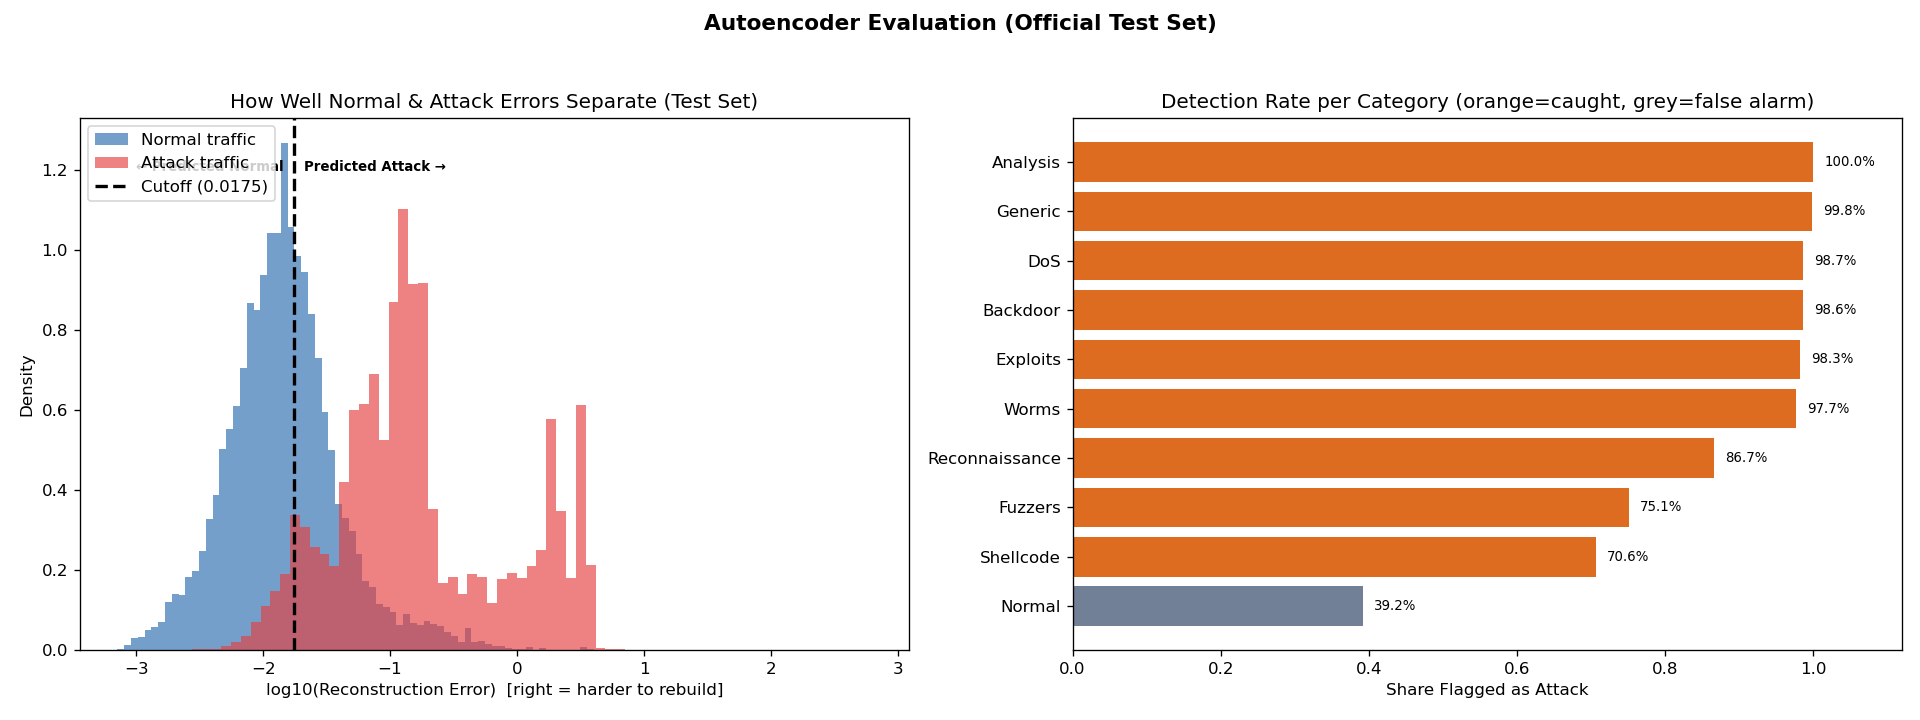 Autoencoder Evaluation (Official Test Set)
How Well Normal & Attack Errors Separate (Test Set)
Normal traffic
Attack traffic
Cutoff (0.0175)
← Predicted Normal
Predicted Attack →
Density
1.2
1.0
0.8
0.6
0.4
0.2
0.0
−3 −2 −1 0 1 2 3
log10(Reconstruction Error) [right = harder to rebuild]
Detection Rate per Category (orange=caught, grey=false alarm)
Analysis 100.0%
Generic 99.8%
DoS 98.7%
Backdoor 98.6%
Exploits 98.3%
Worms 97.7%
Reconnaissance 86.7%
Fuzzers 75.1%
Shellcode 70.6%
Normal 39.2%
0.0 0.2 0.4 0.6 0.8 1.0
Share Flagged as Attack